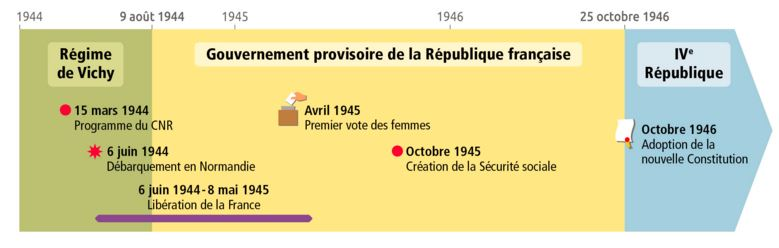 1944
9 août 1944
1945
1946
25 octobre 1946
Régime
de Vichy
Gouvernement provisoire de la République française
IVe
République
15 mars 1944
Programme du CNR
Avril 1945
Premier vote des femmes
Octobre 1946
Adoption de la
nouvelle Constitution
6 juin 1944
Débarquement en Normandie
Octobre 1945
Création de la Sécurité sociale
6 juin 1944 - 8 mai 1945
Libération de la France